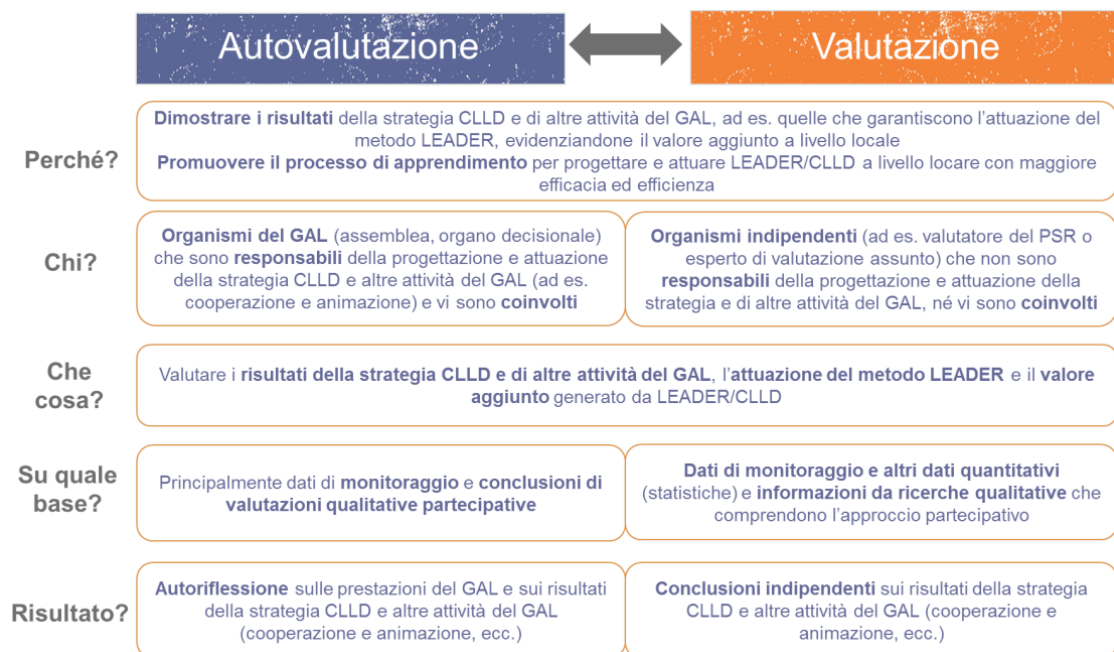 Autovalutazione
Valutazione
Perché?
Dimostrare i risultati della strategia CLLD e di altre attività del GAL, ad es. quelle che garantiscono l'attuazione del
metodo LEADER, evidenziandone il valore aggiunto a livello locale
Promuovere il processo di apprendimento per progettare e attuare LEADER/CLLD a livello locare con maggiore
efficacia ed efficienza
Chi?
Organismi del GAL (assemblea, organo decisionale)
che sono responsabili della progettazione e attuazione
della strategia CLLD e altre attività del GAL (ad es.
cooperazione e animazione) e vi sono coinvolti
Organismi indipendenti (ad es. valutatore del PSR o
esperto di valutazione assunto) che non sono
responsabili della progettazione e attuazione della
strategia e di altre attività del GAL, né vi sono coinvolti
Che
cosa?
Valutare i risultati della strategia CLLD e di altre attività del GAL, l'attuazione del metodo LEADER e il valore
aggiunto generato da LEADER/CLLD
Su quale
base?
Principalmente dati di monitoraggio e conclusioni di
valutazioni qualitative partecipative
Dati di monitoraggio e altri dati quantitativi
(statistiche) e informazioni da ricerche qualitative che
comprendono l'approccio partecipativo
Risultato?
Autoriflessione sulle prestazioni del GAL e sui risultati
della strategia CLLD e altre attività del GAL
(cooperazione e animazione, ecc.)
Conclusioni indipendenti sui risultati della strategia
CLLD e altre attività del GAL (cooperazione e
animazione, ecc.)